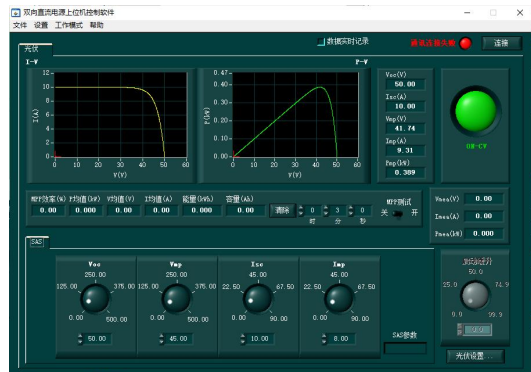 双向直流电源上位机控制软件
文件 设置 工作模式 帮助
光伏
数据实时记录
连接
I-V
P-V
12
10
8
6
4
2
0
I(A)
0 10 20 30 40 50 60
V(V)
0.47
0.40
0.30
0.20
0.10
0.00
P(kW)
0 10 20 30 40 50 60
V(V)
Voc(V)
50.00
Isc(A)
10.00
Vmp(V)
41.74
Imp(A)
9.31
Pmp(kW)
0.389
ON-CV
MPP效率(%) P均值(kW) V均值(V) I均值(A) 能量(kWh) 容量(Ah)
0.00 0.000 0.00 0.00 0.000 0.00
清除
0 3 0
时 分 秒
MPP测试
关 开
Vmea(V) 0.00
Imea(A) 0.00
Pmea(kW) 0.000
SAS
Voc
250.00
125.00 375.00
0.00 500.00
50.00
Vmp
250.00
125.00 375.00
0.00 500.00
45.00
Isc
45.00
22.50 67.50
0.00 90.00
10.00
Imp
45.00
22.50 67.50
0.00 90.00
8.00
SAS参数
50.0
25.0 74.9
0.0 99.9
光伏设置...